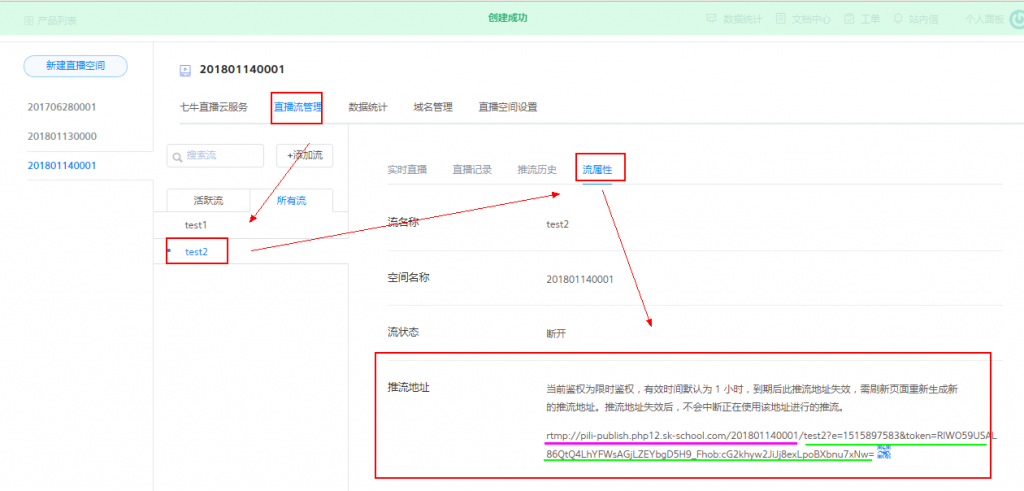 产品列表
创建成功
数据统计 文档中心 工单 站内信 个人面板
新建直播空间
201706280001
201801130000
201801140001
201801140001
七牛直播云服务 直播流管理 数据统计 域名管理 直播空间设置
搜索流 +添加流
活跃流 所有流
test1
test2
实时直播 直播记录 推流历史 流属性
流名称 test2
空间名称 201801140001
流状态 断开
推流地址 当前鉴权为限时鉴权，有效时间默认为 1 小时，到期后此推流地址失效，需刷新页面重新生成新
的推流地址。推流地址失效后，不会中断正在使用该地址进行的推流。
rtmp://pili-publish.php12.sk-school.com/201801140001/test2?e=1515897583&token=RlWO59USAL
86QtQ4LhYFWsAGjLZEYbgD5H9_Fhob:cG2khyw2JUj8exLpoBXbnu7xNw=